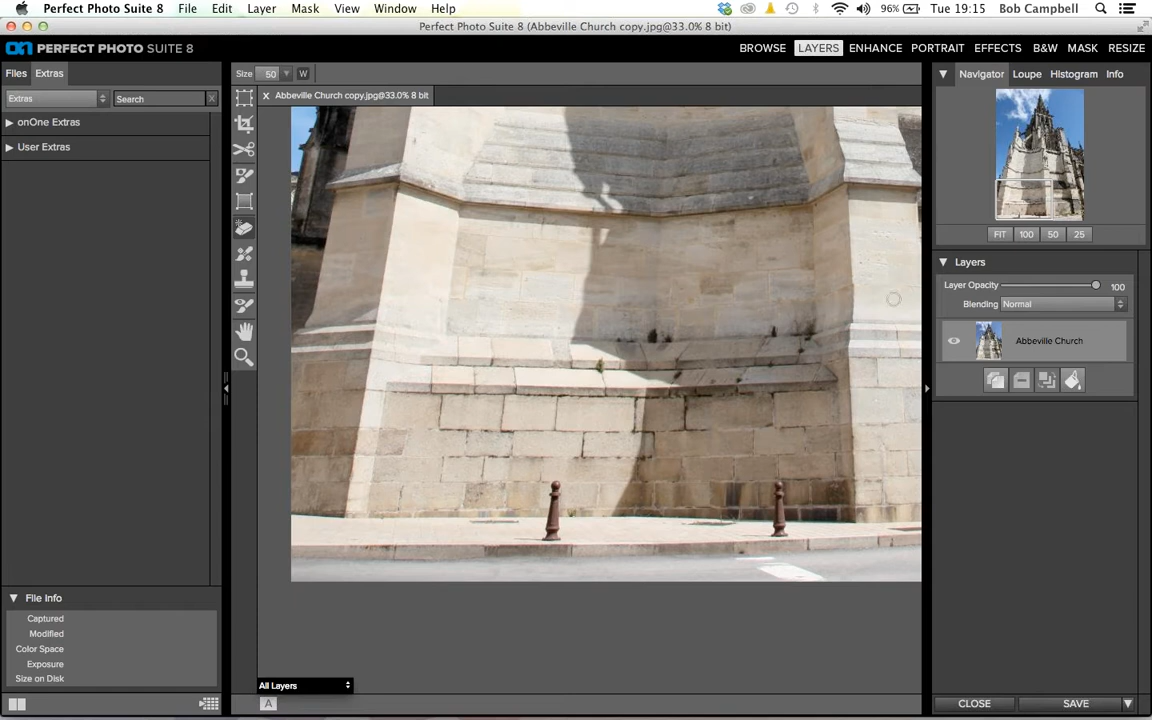 Perfect Photo Suite 8 File Edit Layer Mask View Window Help 96% Tue 19:15 Bob Campbell
Perfect Photo Suite 8 (Abbeville Church copy.jpg@33.0% 8 bit)
on PERFECT PHOTO SUITE 8 BROWSE LAYERS ENHANCE PORTRAIT EFFECTS B&W MASK RESIZE
Files Extras Size 50 W Navigator Loupe Histogram Info
Extras Search X Abbeville Church copy.jpg@33.0% 8 bit
onOne Extras
User Extras
FIT 100 50 25
Layers
Layer Opacity 100
Blending Normal
Abbeville Church
File Info
Captured
Modified
Color Space
Exposure
Size on Disk
All Layers
A CLOSE SAVE